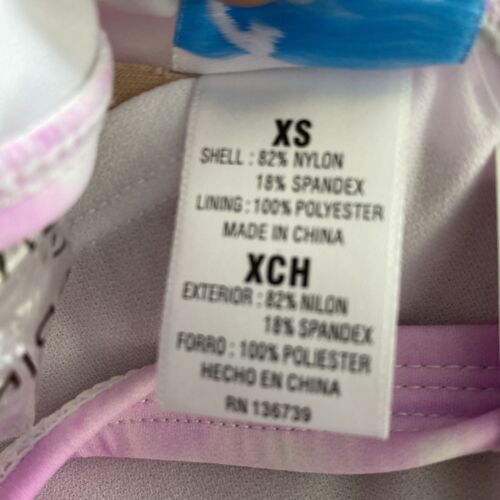 XS
SHELL : 82% NYLON
18% SPANDEX
LINING : 100% POLYESTER
MADE IN CHINA
XCH
EXTERIOR : 82% NILON
18% SPANDEX
FORRO : 100% POLIESTER
HECHO EN CHINA
RN 136739